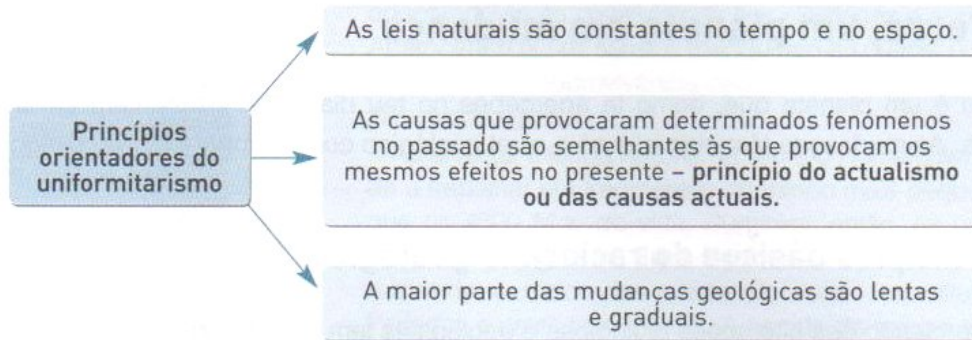 As leis naturais são constantes no tempo e no espaço.
Princípios
orientadores do
uniformitarismo
As causas que provocaram determinados fenómenos
no passado são semelhantes às que provocam os
mesmos efeitos no presente – princípio do actualismo
ou das causas actuais.
A maior parte das mudanças geológicas são lentas
e graduais.